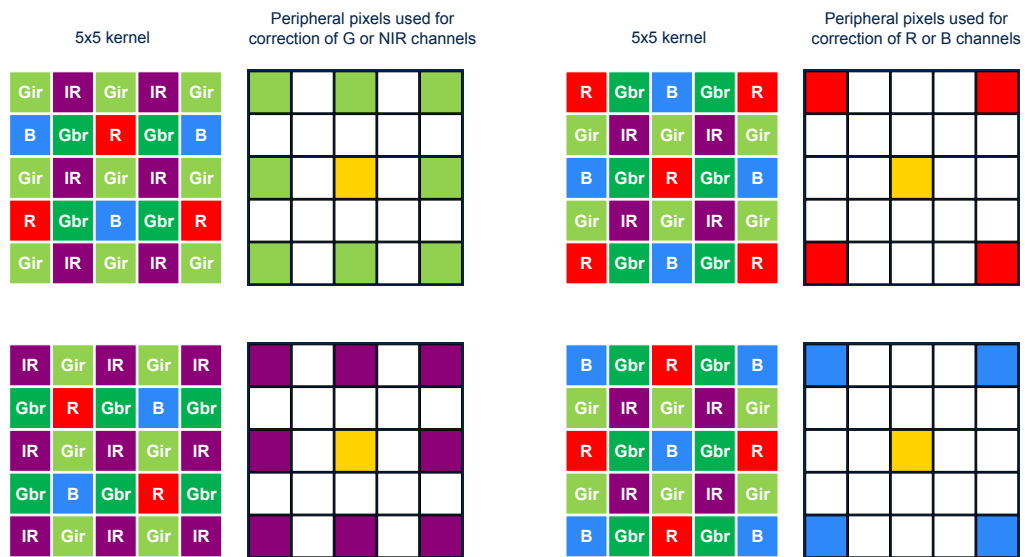 5x5 kernel
Peripheral pixels used for
correction of G or NIR channels
5x5 kernel
Peripheral pixels used for
correction of R or B channels
Gir IR Gir IR Gir
B Gbr R Gbr B
Gir IR Gir IR Gir
R Gbr B Gbr R
Gir IR Gir IR Gir
R Gbr B Gbr R
Gir IR Gir IR Gir
B Gbr R Gbr B
Gir IR Gir IR Gir
R Gbr B Gbr R
IR Gir IR Gir IR
Gbr R Gbr B Gbr
IR Gir IR Gir IR
Gbr B Gbr R Gbr
IR Gir IR Gir IR
B Gbr R Gbr B
Gir IR Gir IR Gir
R Gbr B Gbr R
Gir IR Gir IR Gir
B Gbr R Gbr B